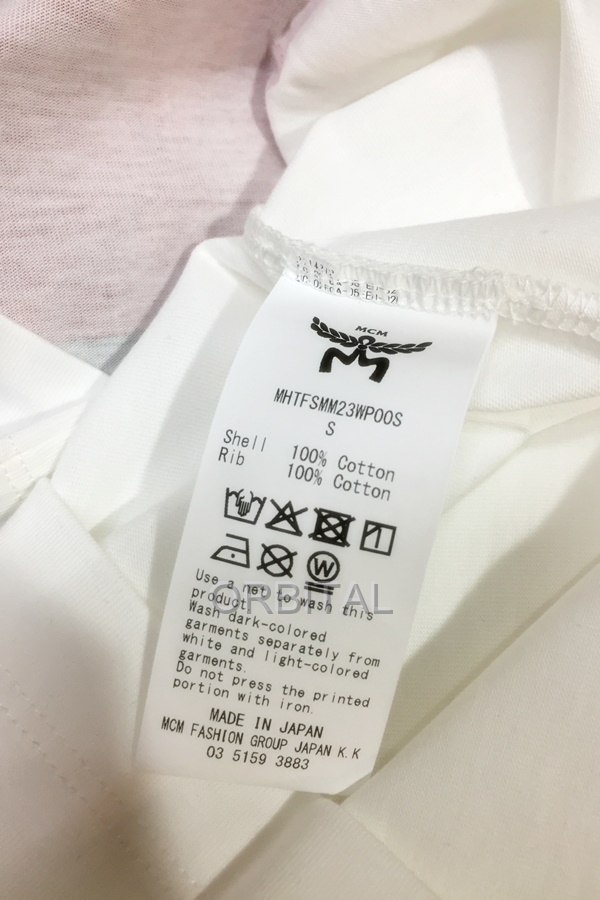 MCM
MHTFSMM23WP00S
S
Shell 100% Cotton
Rib 100% Cotton
W
Use a net to wash this
product.
Wash dark-colored
garments separately from
white and light-colored
garments.
Do not press the printed
portion with iron.
MADE IN JAPAN
MCM FASHION GROUP JAPAN K.K
03 5159 3883
ORBITAL